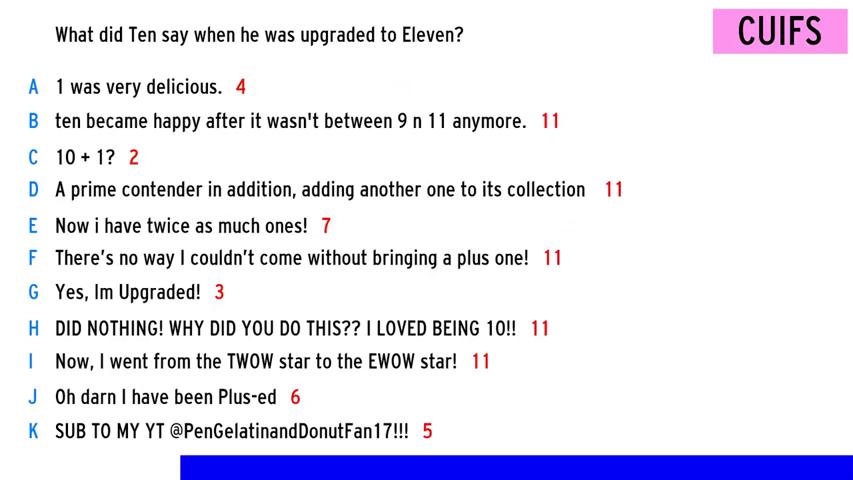 What did Ten say when he was upgraded to Eleven?
CUIFS
A 1 was very delicious. 4
B ten became happy after it wasn't between 9 n 11 anymore. 11
C 10 + 1? 2
D A prime contender in addition, adding another one to its collection 11
E Now i have twice as much ones! 7
F There's no way I couldn't come without bringing a plus one! 11
G Yes, Im Upgraded! 3
H DID NOTHING! WHY DID YOU DO THIS?? I LOVED BEING 10!! 11
I Now, I went from the TWOW star to the EWOW star! 11
J Oh darn I have been Plus-ed 6
K SUB TO MY YT @PenGelatinandDonutFan17!!! 5